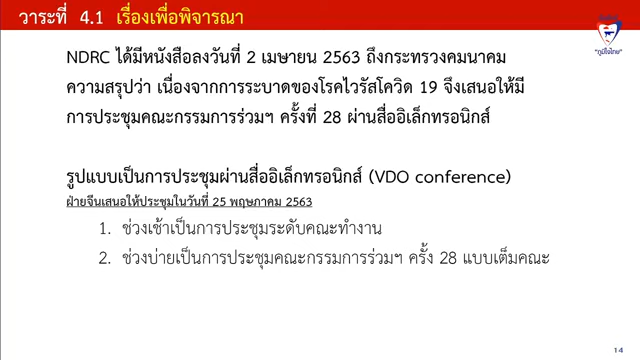 วาระที่ 4.1 เรื่องเพื่อพิจารณา
"ภูมิใจไทย"
NDRC ได้มีหนังสือลงวันที่ 2 เมษายน 2563 ถึงกระทรวงคมนาคม
ความสรุปว่า เนื่องจากการระบาดของโรคไวรัสโควิด 19 จึงเสนอให้มี
การประชุมคณะกรรมการร่วมฯ ครั้งที่ 28 ผ่านสื่ออิเล็กทรอนิกส์
รูปแบบเป็นการประชุมผ่านสื่ออิเล็กทรอนิกส์ (VDO conference)
ฝ่ายจีนเสนอให้ประชุมในวันที่ 25 พฤษภาคม 2563
1. ช่วงเช้าเป็นการประชุมระดับคณะทำงาน
2. ช่วงบ่ายเป็นการประชุมคณะกรรมการร่วมฯ ครั้ง 28 แบบเต็มคณะ
14